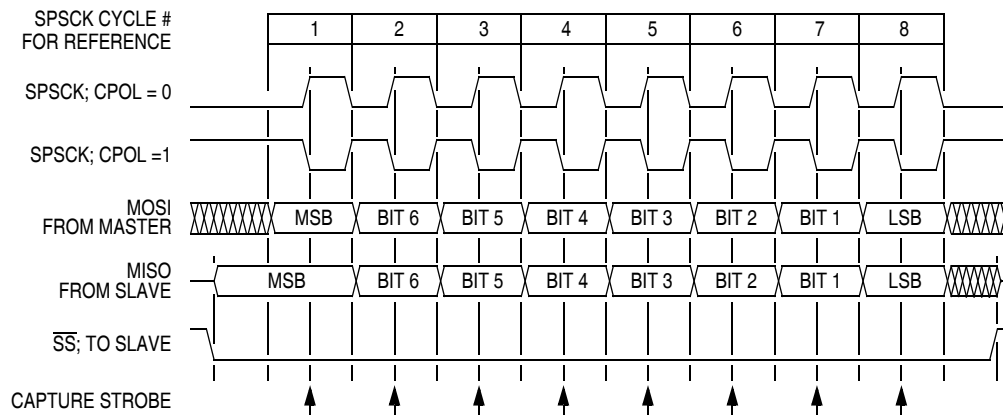 SPSCK CYCLE #
FOR REFERENCE
1 2 3 4 5 6 7 8
SPSCK; CPOL = 0
SPSCK; CPOL =1
MOSI
FROM MASTER
MSB BIT 6 BIT 5 BIT 4 BIT 3 BIT 2 BIT 1 LSB
MISO
FROM SLAVE
MSB BIT 6 BIT 5 BIT 4 BIT 3 BIT 2 BIT 1 LSB
S̅S̅; TO SLAVE
CAPTURE STROBE